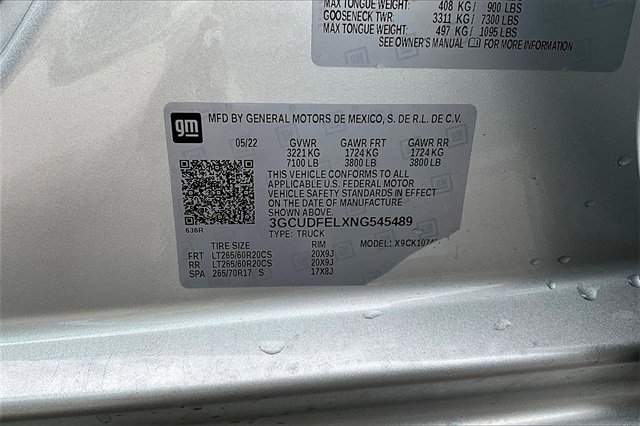 MAX TONGUE WEIGHT: 408 KG / 900 LBS
GOOSENECK TWR: 3311 KG / 7300 LBS
MAX TONGUE WEIGHT: 497 KG / 1095 LBS
SEE OWNER'S MANUAL FOR MORE INFORMATION
gm
MFD BY GENERAL MOTORS DE MEXICO, S. DE R.L. DE C.V.
05/22 GVWR GAWR FRT GAWR RR
3221 KG 1724 KG 1724 KG
7100 LB 3800 LB 3800 LB
THIS VEHICLE CONFORMS TO ALL
APPLICABLE U.S. FEDERAL MOTOR
VEHICLE SAFETY STANDARDS IN EFFECT
ON THE DATE OF MANUFACTURE SHOWN
ABOVE.
3GCUDFELXNG545489
636R
TYPE: TRUCK
TIRE SIZE RIM MODEL:
FRT LT265/60R20CS 20X9J
RR LT265/60R20CS 20X9J
SPA 265/70R17 S 17X8J